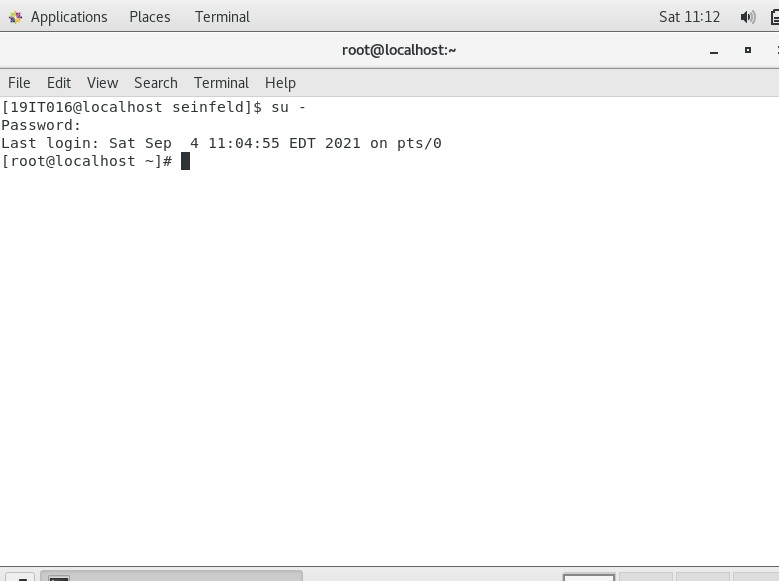 Applications Places Terminal Sat 11:12
root@localhost:~
File Edit View Search Terminal Help
[19IT016@localhost seinfeld]$ su -
Password:
Last login: Sat Sep  4 11:04:55 EDT 2021 on pts/0
[root@localhost ~]#